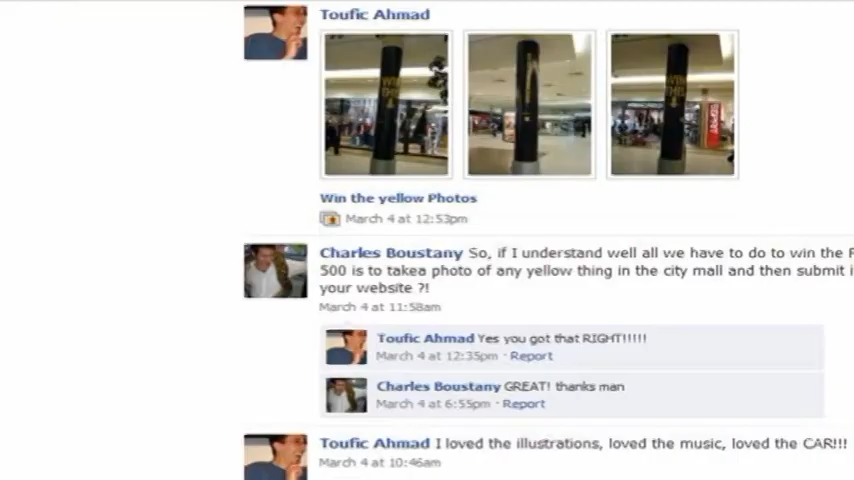 Toufic Ahmad
WIN
THIS
WIN
THIS
Win the yellow Photos
March 4 at 12:53pm
Charles Boustany So, if I understand well all we have to do to win the
500 is to takea photo of any yellow thing in the city mall and then submit
your website ?!
March 4 at 11:58am
Toufic Ahmad Yes you got that RIGHT!!!!!
March 4 at 12:35pm · Report
Charles Boustany GREAT! thanks man
March 4 at 6:55pm · Report
Toufic Ahmad I loved the illustrations, loved the music, loved the CAR!!!
March 4 at 10:46am